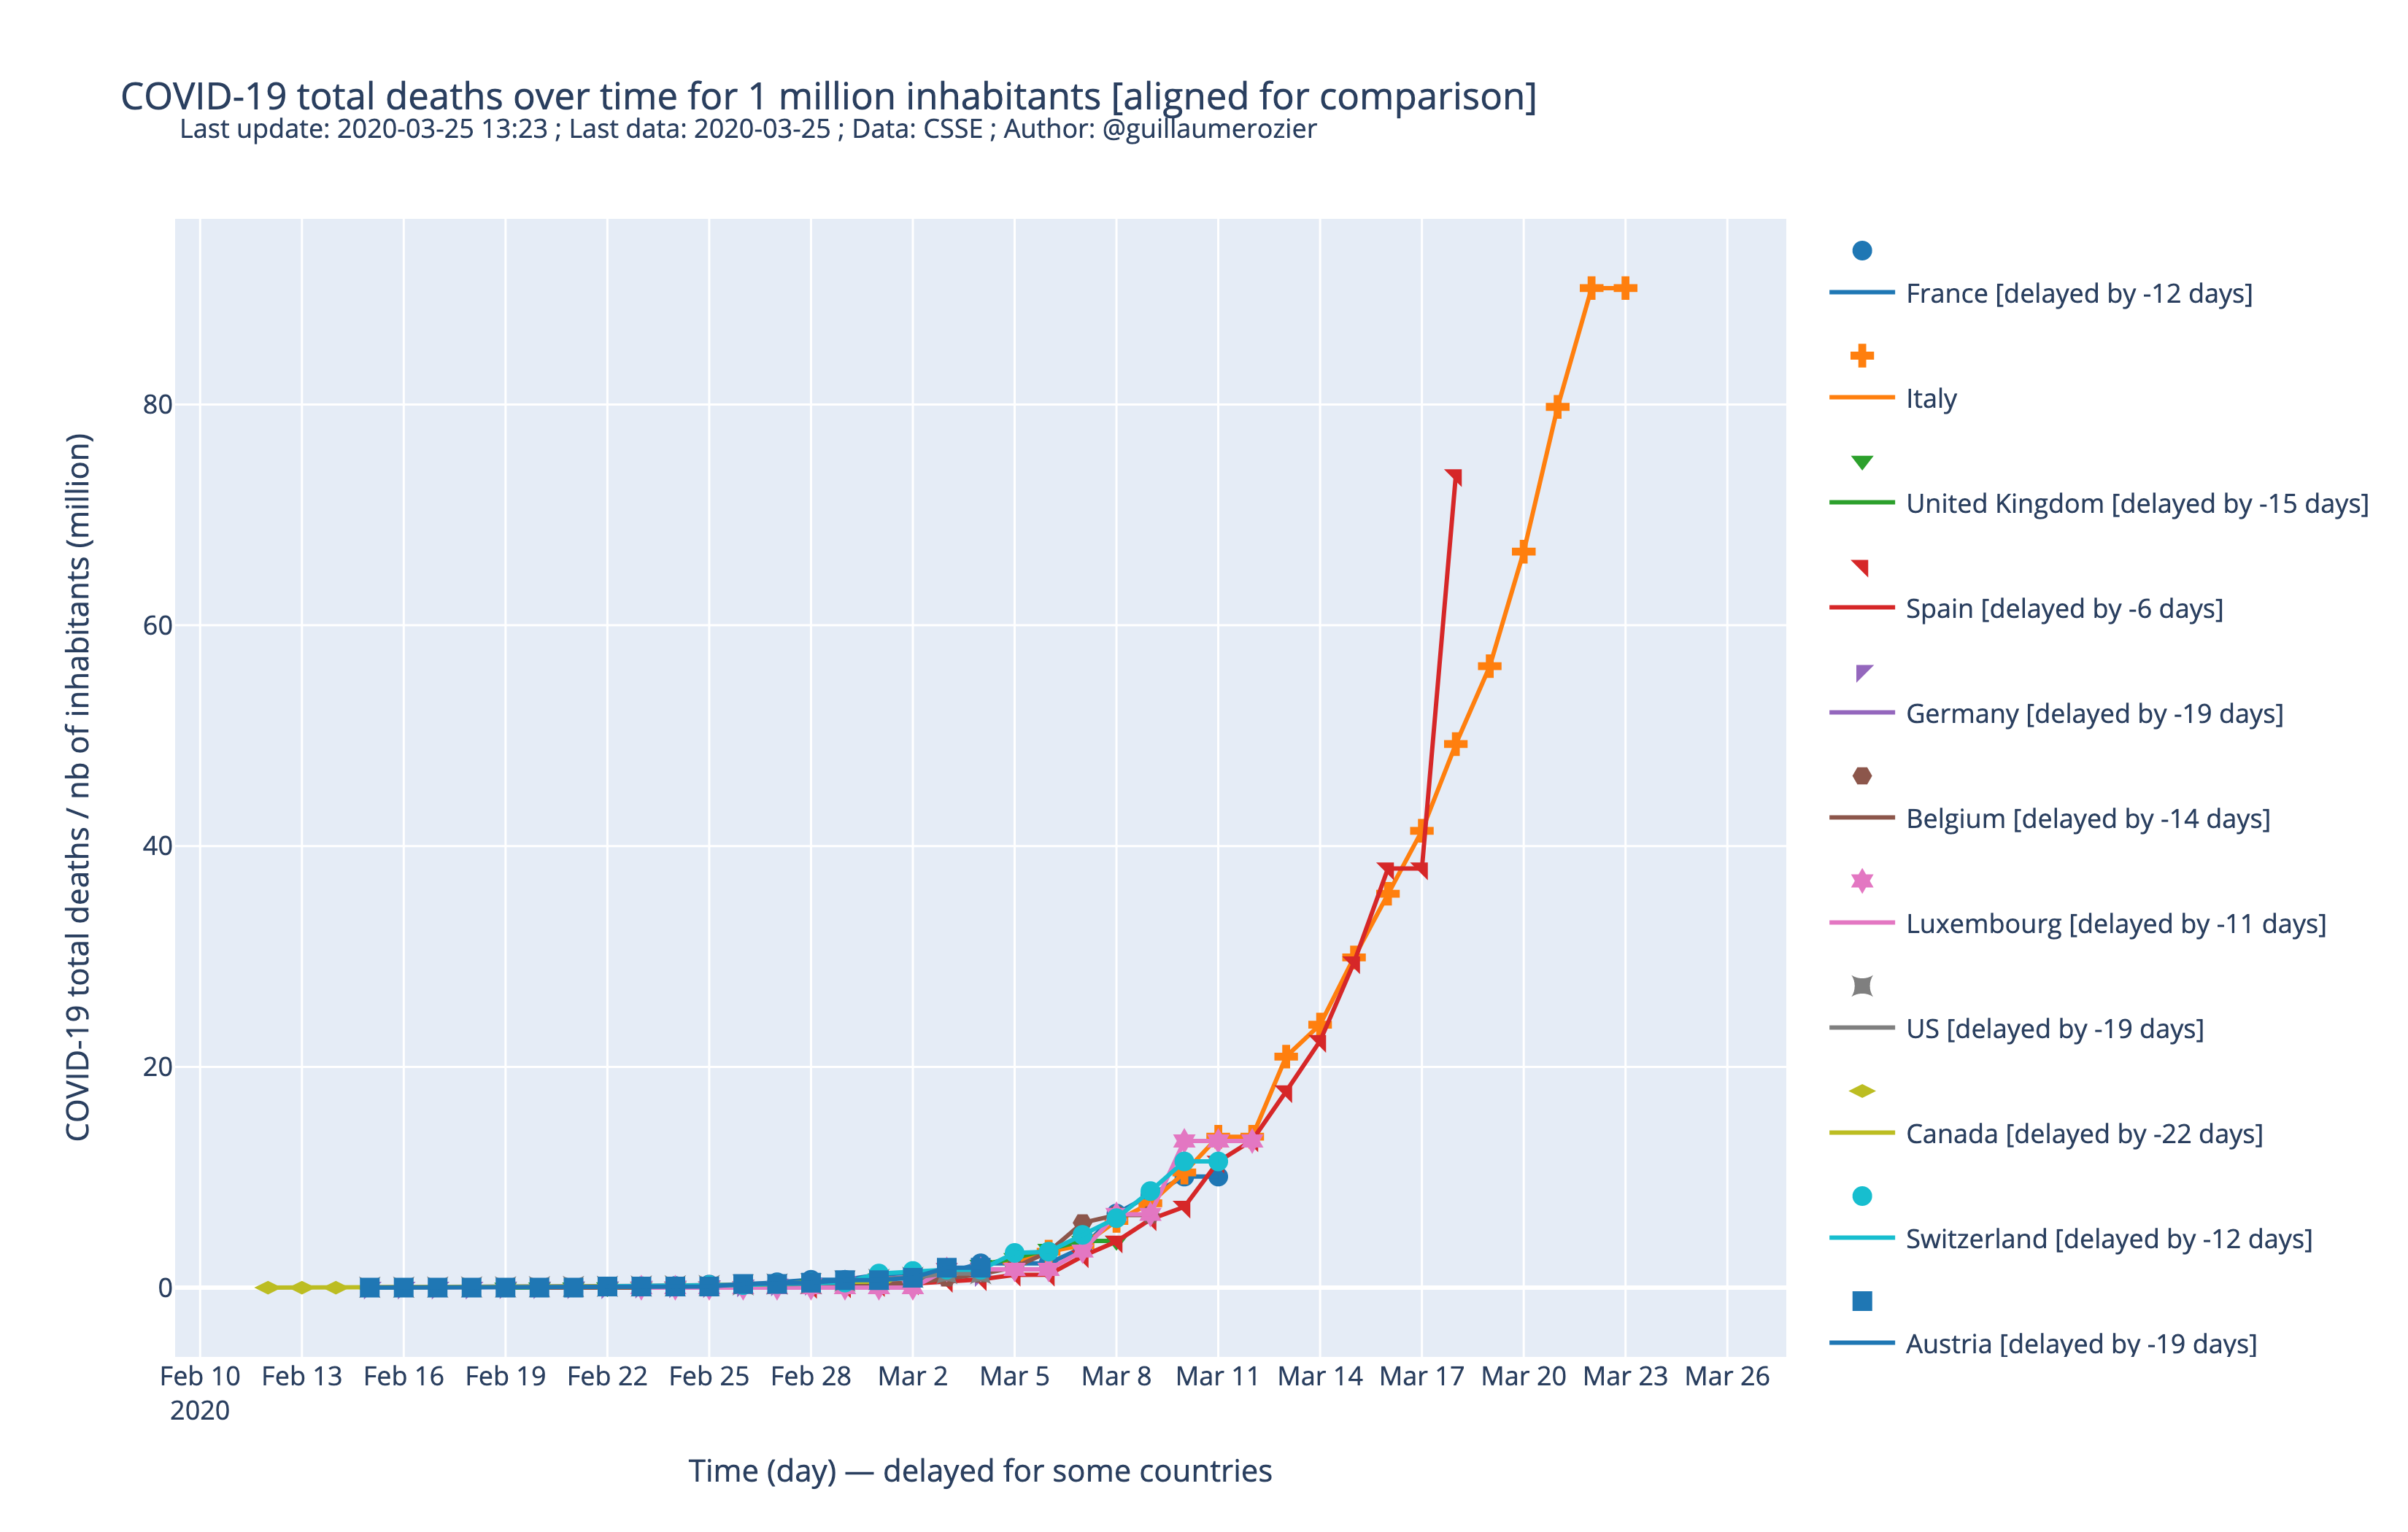 COVID-19 total deaths over time for 1 million inhabitants [aligned for comparison]
Last update: 2020-03-25 13:23 ; Last data: 2020-03-25 ; Data: CSSE ; Author: @guillaumerozier
COVID-19 total deaths / nb of inhabitants (million)
80
60
40
20
0
Feb 10
2020
Feb 13
Feb 16
Feb 19
Feb 22
Feb 25
Feb 28
Mar 2
Mar 5
Mar 8
Mar 11
Mar 14
Mar 17
Mar 20
Mar 23
Mar 26
Time (day) — delayed for some countries
France [delayed by -12 days]
Italy
United Kingdom [delayed by -15 days]
Spain [delayed by -6 days]
Germany [delayed by -19 days]
Belgium [delayed by -14 days]
Luxembourg [delayed by -11 days]
US [delayed by -19 days]
Canada [delayed by -22 days]
Switzerland [delayed by -12 days]
Austria [delayed by -19 days]